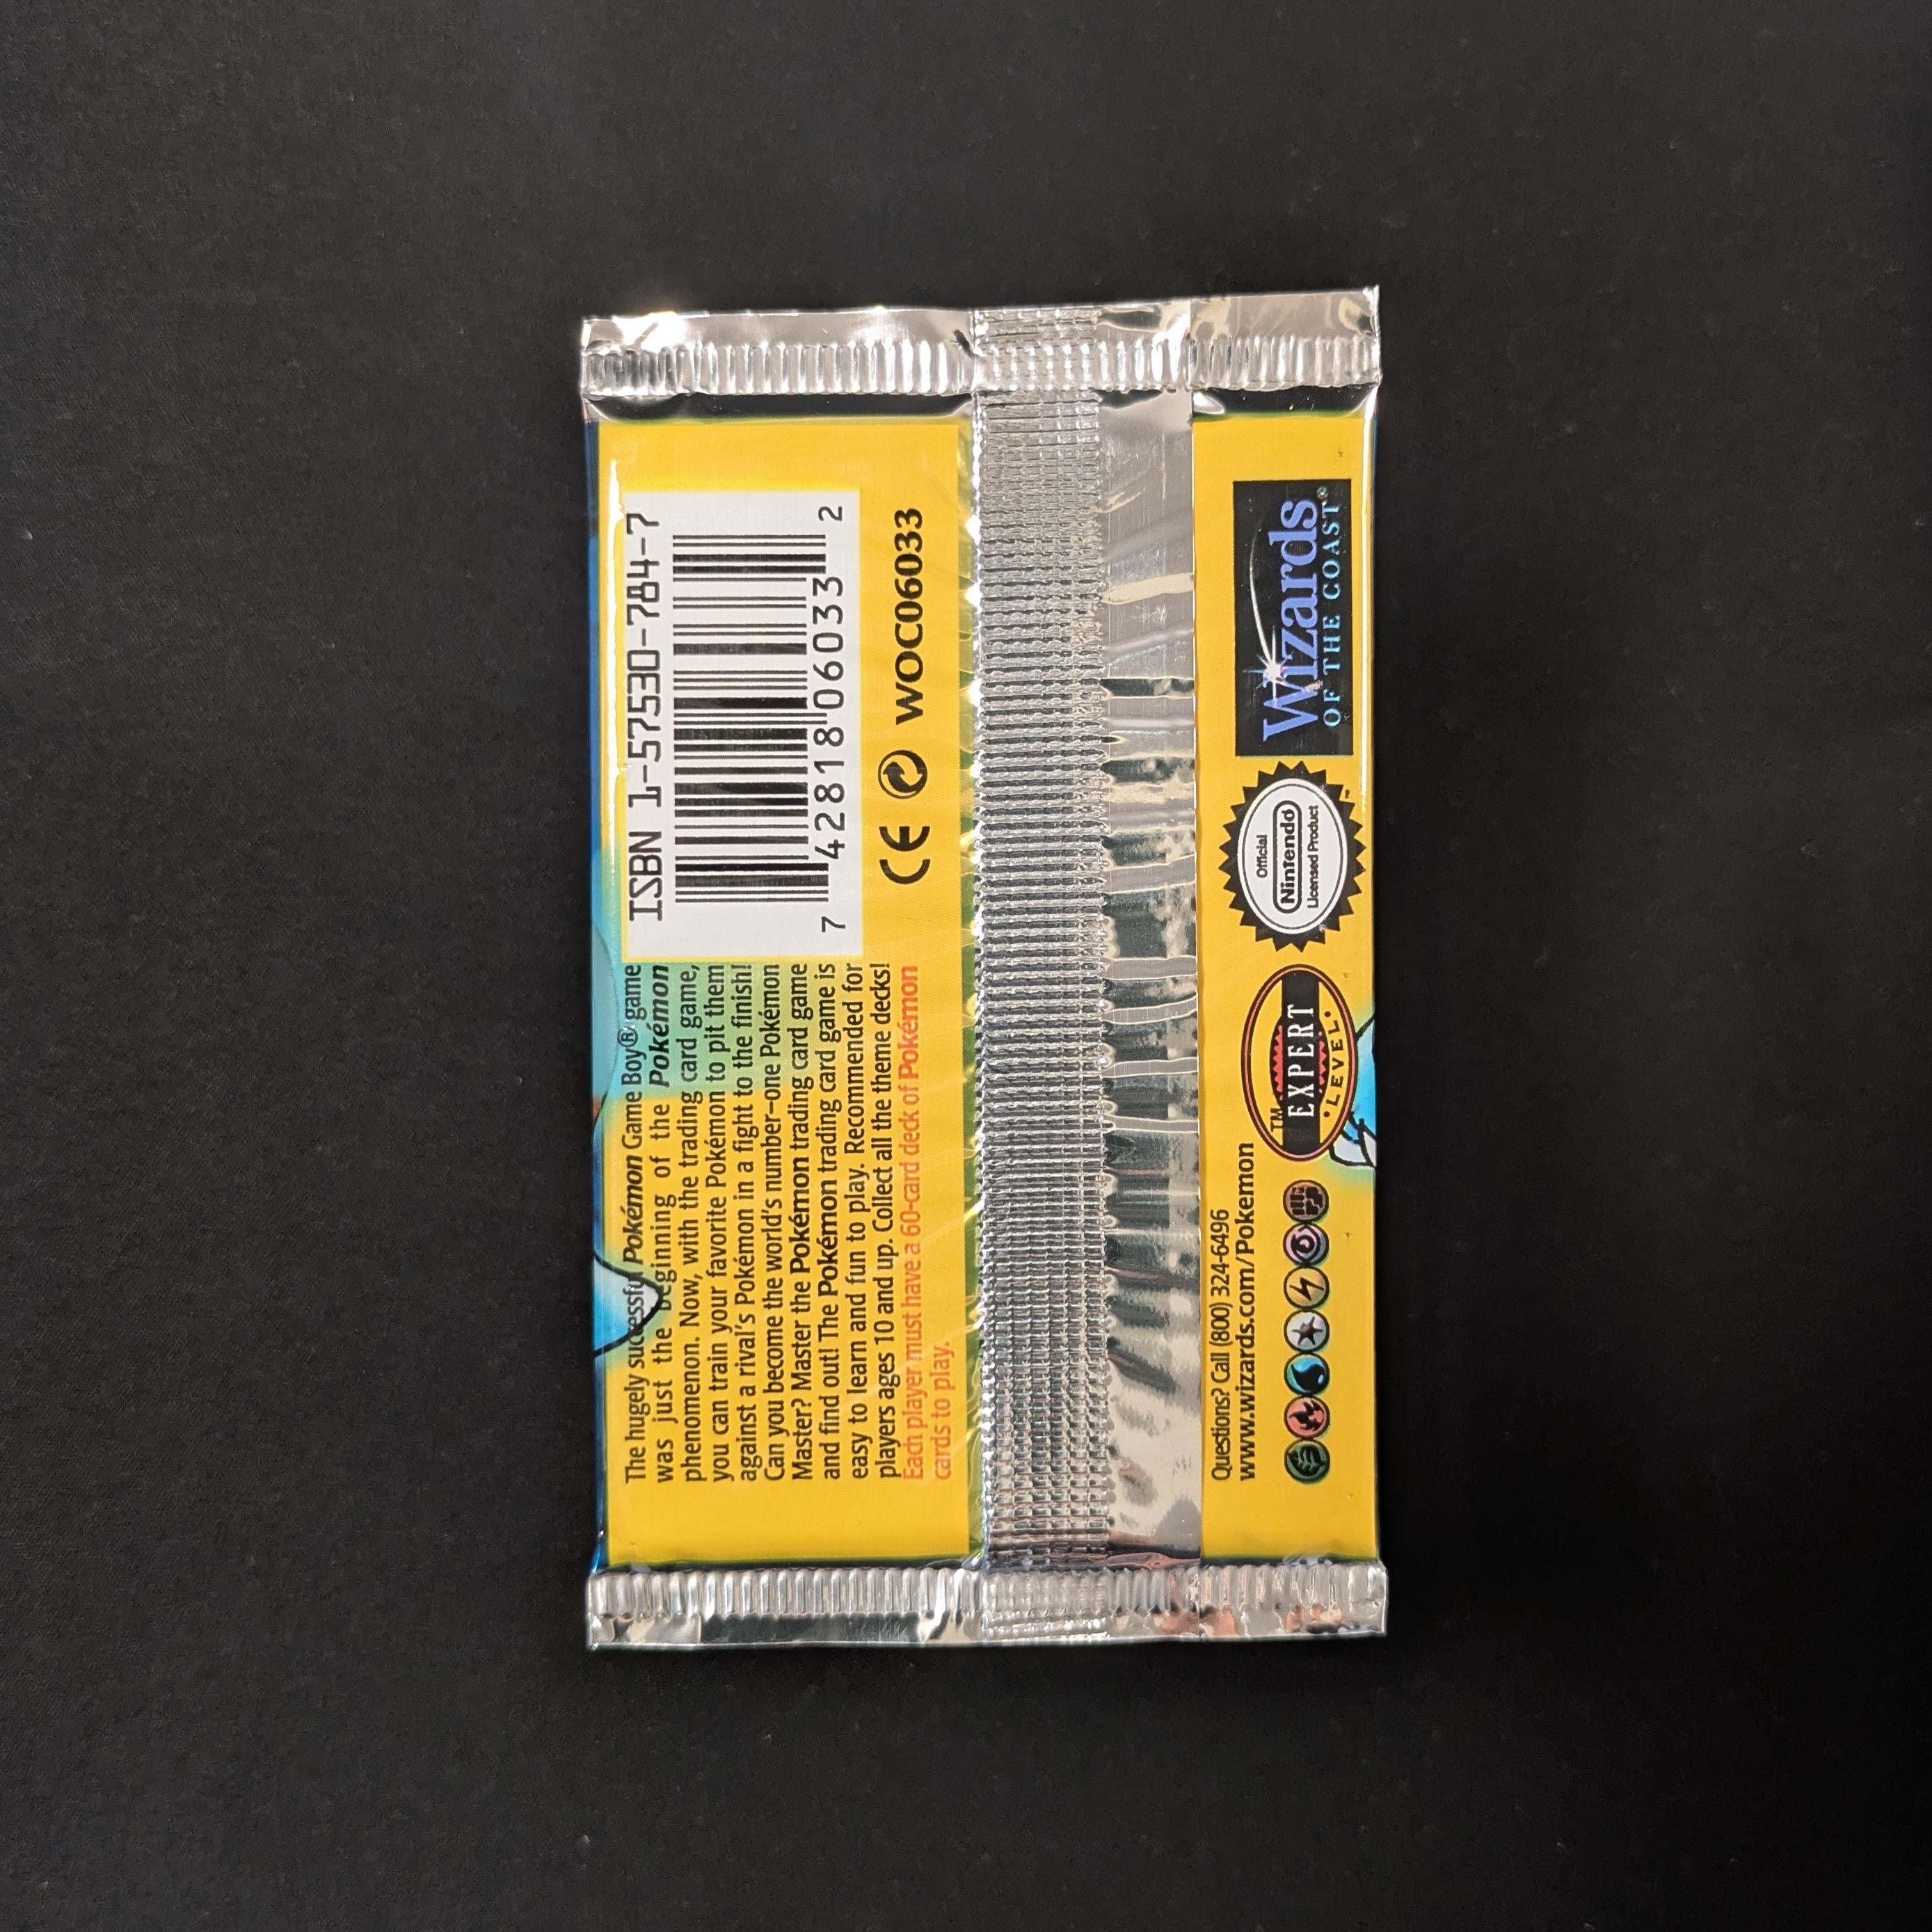 The hugely successful Pokémon Game Boy® game
was just the beginning of the Pokémon
phenomenon. Now, with the trading card game,
you can train your favorite Pokémon to pit them
against a rival's Pokémon in a fight to the finish!
Can you become the world's number-one Pokémon
Master? Master the Pokémon trading card game
and find out! The Pokémon trading card game is
easy to learn and fun to play. Recommended for
players ages 10 and up. Collect all the theme decks!
Each player must have a 60-card deck of Pokémon
cards to play.
ISBN 1-57530-784-7
7 42818 06033 2
CE WOC06033
Questions? Call (800) 324-6496
www.wizards.com/Pokemon
EXPERT™
LEVEL
Official
Nintendo
Licensed Product
™
Wizards
OF THE COAST®